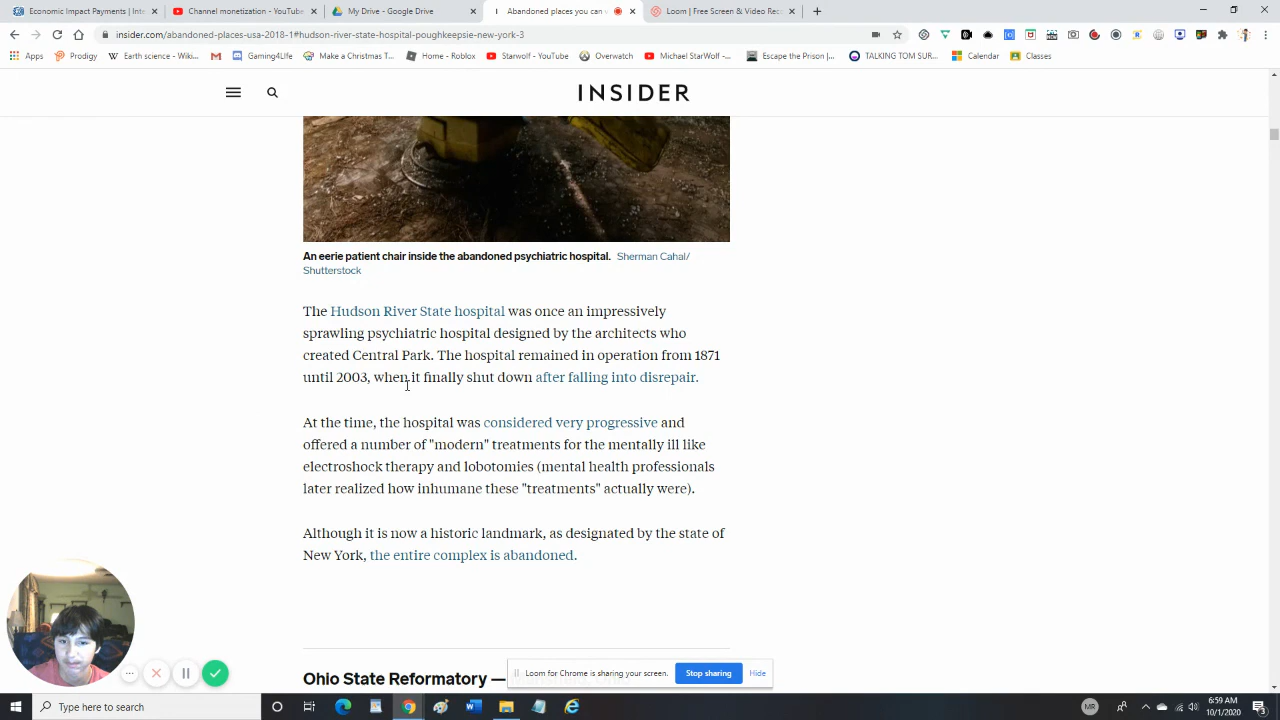 Economic Impact Payments | Inte
Channel monetization - YouTube
My Drive - Google Drive
Abandoned places you can v
Loom | Free Screen & Video Rec
insider.com/abandoned-places-usa-2018-1#hudson-river-state-hospital-poughkeepsie-new-york-3
Apps
Prodigy
Earth science - Wiki...
Gaming4Life
Make a Christmas T...
Home - Roblox
Starwolf - YouTube
Overwatch
Michael StarWolf -...
Escape the Prison |...
TALKING TOM SUR...
Calendar
Classes
INSIDER
An eerie patient chair inside the abandoned psychiatric hospital. Sherman Cahal/
Shutterstock
The Hudson River State hospital was once an impressively
sprawling psychiatric hospital designed by the architects who
created Central Park. The hospital remained in operation from 1871
until 2003, when it finally shut down after falling into disrepair.
At the time, the hospital was considered very progressive and
offered a number of "modern" treatments for the mentally ill like
electroshock therapy and lobotomies (mental health professionals
later realized how inhumane these "treatments" actually were).
Although it is now a historic landmark, as designated by the state of
New York, the entire complex is abandoned.
Ohio State Reformatory —
Loom for Chrome is sharing your screen.
Stop sharing
Hide
Type here to search
MR
6:59 AM
10/1/2020